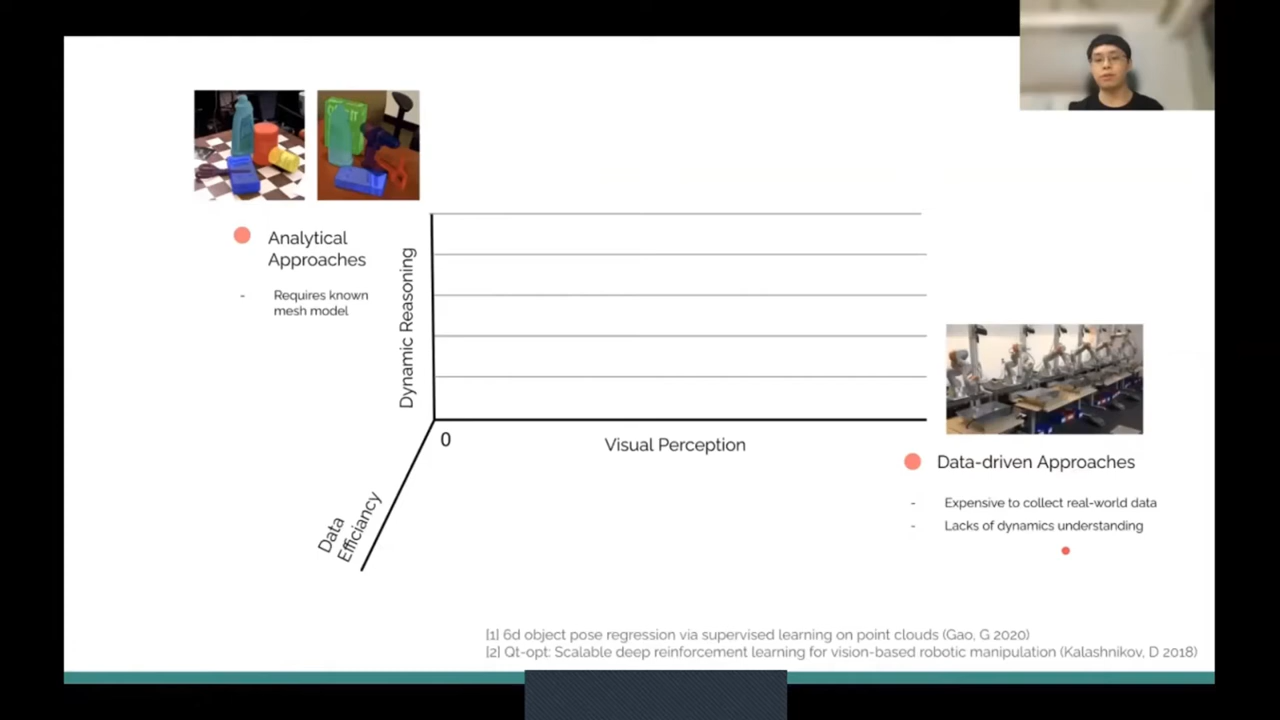 Analytical
Approaches
- Requires known
mesh model
Dynamic Reasoning
0
Visual Perception
Data
Efficiancy
Data-driven Approaches
- Expensive to collect real-world data
- Lacks of dynamics understanding
[1] 6d object pose regression via supervised learning on point clouds (Gao, G 2020)
[2] Qt-opt: Scalable deep reinforcement learning for vision-based robotic manipulation (Kalashnikov, D 2018)